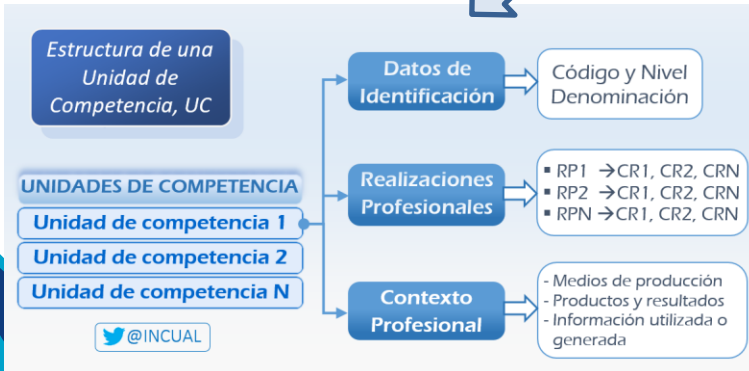 Estructura de una
Unidad de
Competencia, UC
UNIDADES DE COMPETENCIA
Unidad de competencia 1
Unidad de competencia 2
Unidad de competencia N
@INCUAL
Datos de
Identificación
Código y Nivel
Denominación
Realizaciones
Profesionales
▪ RP1 →CR1, CR2, CRN
▪ RP2 →CR1, CR2, CRN
▪ RPN →CR1, CR2, CRN
Contexto
Profesional
- Medios de producción
- Productos y resultados
- Información utilizada o
generada